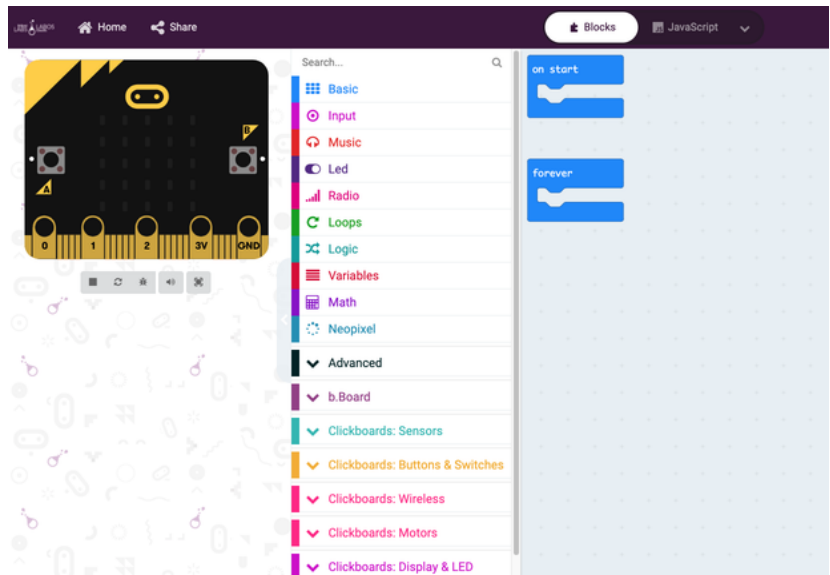 Home
Share
Blocks
JavaScript
Search...
Basic
Input
Music
Led
Radio
Loops
Logic
Variables
Math
Neopixel
Advanced
b.Board
Clickboards: Sensors
Clickboards: Buttons & Switches
Clickboards: Wireless
Clickboards: Motors
Clickboards: Display & LED
on start
forever
B
A
0 1 2 3V GND